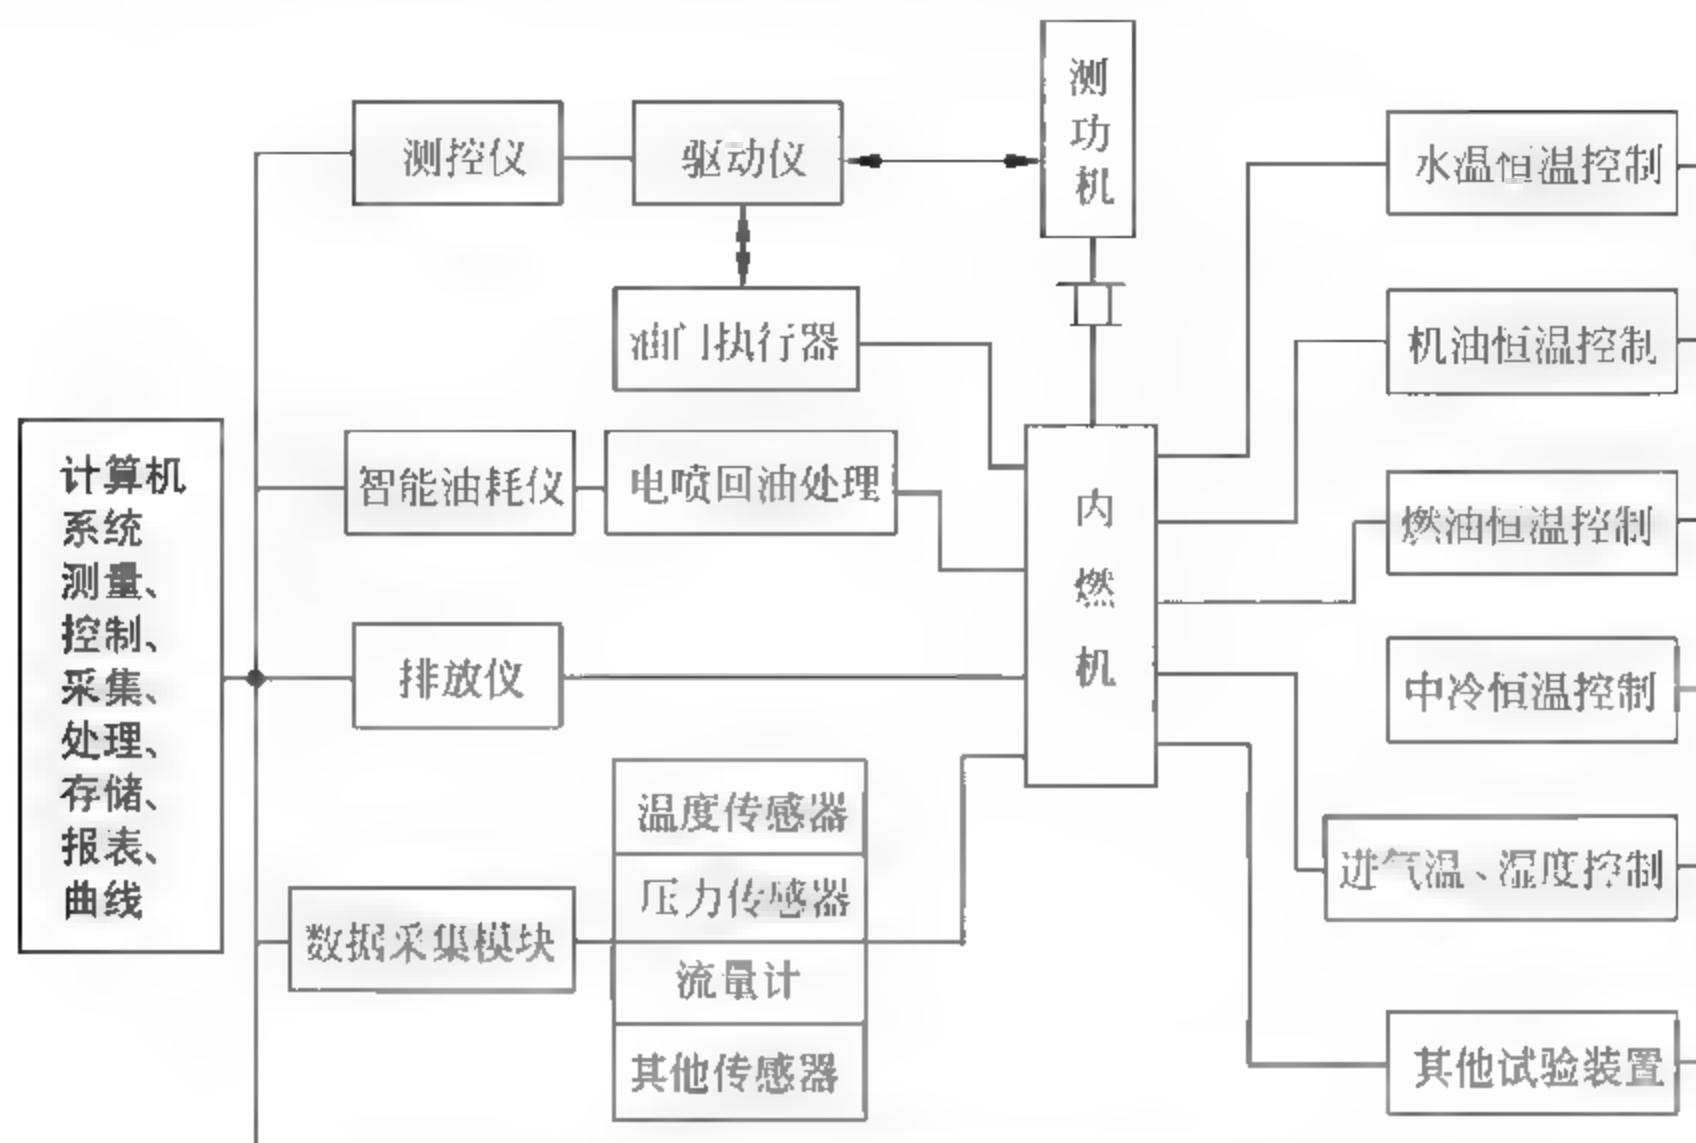 测功机
测控仪
驱动仪
水温恒温控制
油门执行器
机油恒温控制
计算机
系统
测量、
控制、
采集、
处理、
存储、
报表、
曲线
智能油耗仪
电喷回油处理
内燃机
燃油恒温控制
排放仪
中冷恒温控制
温度传感器
压力传感器
流量计
其他传感器
数据采集模块
进气温、湿度控制
其他试验装置